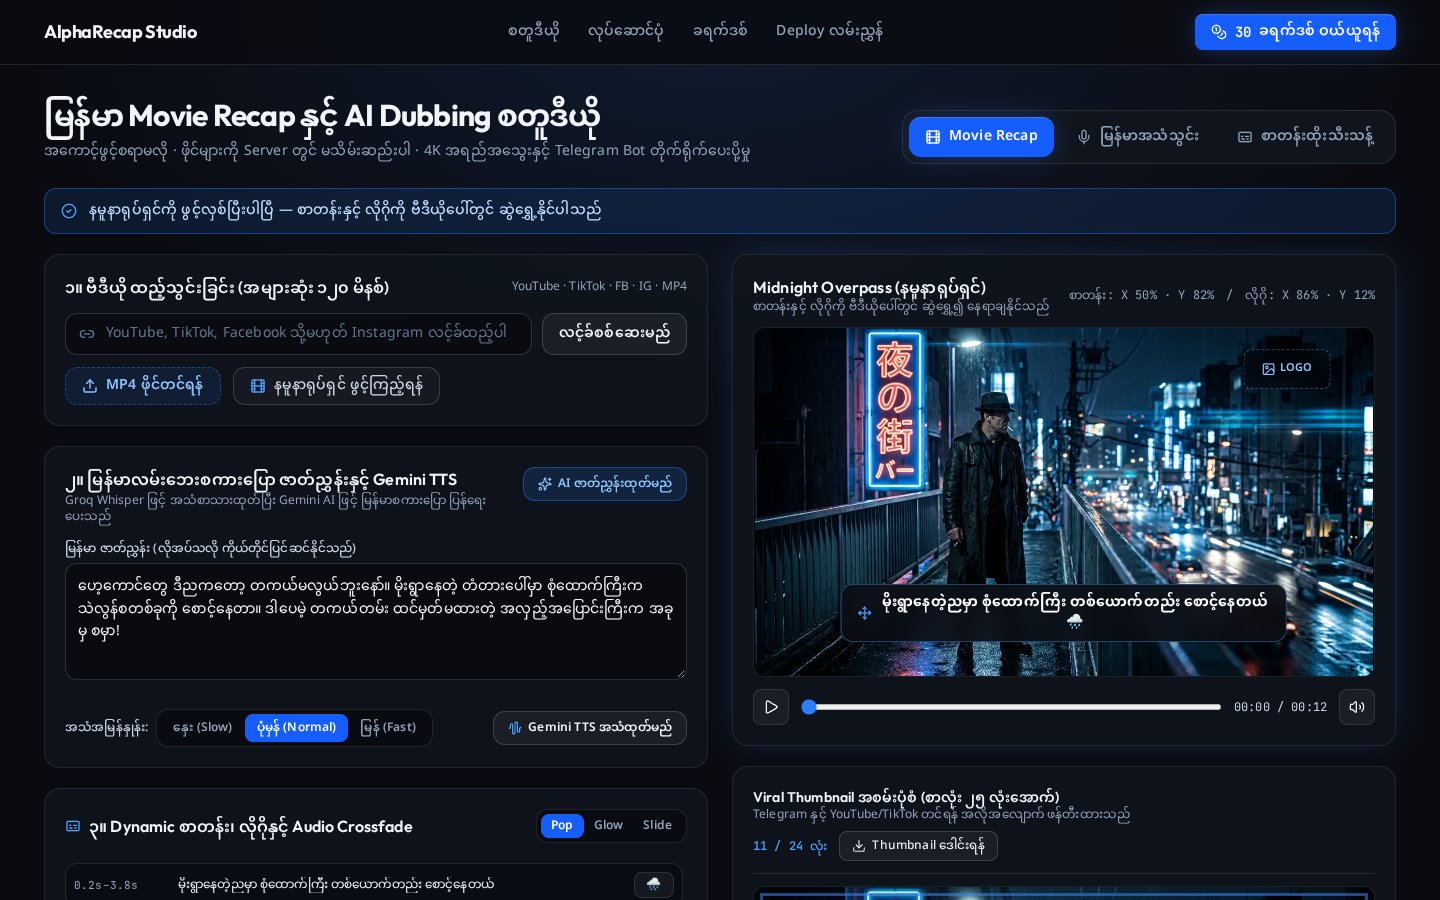 AlphaRecap Studio
စတူဒီယို
လုပ်ဆောင်ပုံ
ခရက်ဒစ်
Deploy လမ်းညွှန်
30 ခရက်ဒစ် ဝယ်ယူရန်
မြန်မာ Movie Recap နှင့် AI Dubbing စတူဒီယို
အကောင့်ဖွင့်စရာမလို · ဖိုင်များကို Server တွင် မသိမ်းဆည်းပါ · 4K အရည်အသွေးနှင့် Telegram Bot တိုက်ရိုက်ပေးပို့မှု
Movie Recap
မြန်မာအသံသွင်း
စာတန်းထိုးသီးသန့်
နမူနာရုပ်ရှင်ကို ဖွင့်လှစ်ပြီးပါပြီ — စာတန်းနှင့် လိုဂိုကို ဗီဒီယိုပေါ်တွင် ဆွဲရွှေ့နိုင်ပါသည်
၁။ ဗီဒီယို ထည့်သွင်းခြင်း (အများဆုံး ၁၂၀ မိနစ်)
YouTube · TikTok · FB · IG · MP4
YouTube, TikTok, Facebook သို့မဟုတ် Instagram လင့်ခ်ထည့်ပါ
လင့်ခ်စစ်ဆေးမည်
MP4 ဖိုင်တင်ရန်
နမူနာရုပ်ရှင် ဖွင့်ကြည့်ရန်
၂။ မြန်မာလမ်းဘေးစကားပြော ဇာတ်ညွှန်းနှင့် Gemini TTS
Groq Whisper ဖြင့် အသံစာသားထုတ်ပြီး Gemini AI ဖြင့် မြန်မာစကားပြော ပြန်ရေး
ပေးသည်
AI ဇာတ်ညွှန်းထုတ်မည်
မြန်မာ ဇာတ်ညွှန်း (လိုအပ်သလို ကိုယ်တိုင်ပြင်ဆင်နိုင်သည်)
ဟေ့ကောင်တွေ ဒီညကတော့ တကယ်မလွယ်ဘူးနော်။ မိုးရွာနေတဲ့ တံတားပေါ်မှာ စုံထောက်ကြီးက
သဲလွန်စတစ်ခုကို စောင့်နေတာ။ ဒါပေမဲ့ တကယ်တမ်း ထင်မှတ်မထားတဲ့ အလှည့်အပြောင်းကြီးက အခု
မှ စမှာ!
အသံအမြန်နှုန်း:
နှေး (Slow)
ပုံမှန် (Normal)
မြန် (Fast)
Gemini TTS အသံထုတ်မည်
၃။ Dynamic စာတန်း၊ လိုဂိုနှင့် Audio Crossfade
Pop
Glow
Slide
0.2s–3.8s
မိုးရွာနေတဲ့ညမှာ စုံထောက်ကြီး တစ်ယောက်တည်း စောင့်နေတယ်
Midnight Overpass (နမူနာရုပ်ရှင်)
စာတန်းနှင့် လိုဂိုကို ဗီဒီယိုပေါ်တွင် ဆွဲရွှေ့၍ နေရာချနိုင်သည်
စာတန်း: X 50% · Y 82% / လိုဂို: X 86% · Y 12%
夜の街
バー
LOGO
မိုးရွာနေတဲ့ညမှာ စုံထောက်ကြီး တစ်ယောက်တည်း စောင့်နေတယ်
🌧️
00:00 / 00:12
Viral Thumbnail အစမ်းပုံစံ (စာလုံး ၂၅ လုံးအောက်)
Telegram နှင့် YouTube/TikTok တင်ရန် အလိုအလျောက် ဖန်တီးထားသည်
11 / 24 လုံး
Thumbnail ဒေါင်းရန်